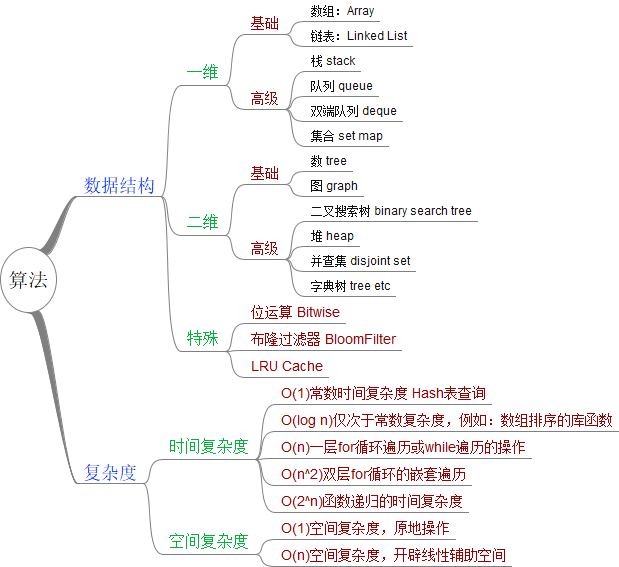 算法
数据结构
一维
基础
数组：Array
链表：Linked List
高级
栈 stack
队列 queue
双端队列 deque
集合 set map
二维
基础
数 tree
图 graph
高级
二叉搜索树 binary search tree
堆 heap
并查集 disjoint set
字典树 tree etc
特殊
位运算 Bitwise
布隆过滤器 BloomFilter
LRU Cache
复杂度
时间复杂度
O(1)常数时间复杂度 Hash表查询
O(log n)仅次于常数复杂度，例如：数组排序的库函数
O(n)一层for循环遍历或while遍历的操作
O(n^2)双层for循环的嵌套遍历
O(2^n)函数递归的时间复杂度
空间复杂度
O(1)空间复杂度，原地操作
O(n)空间复杂度，开辟线性辅助空间